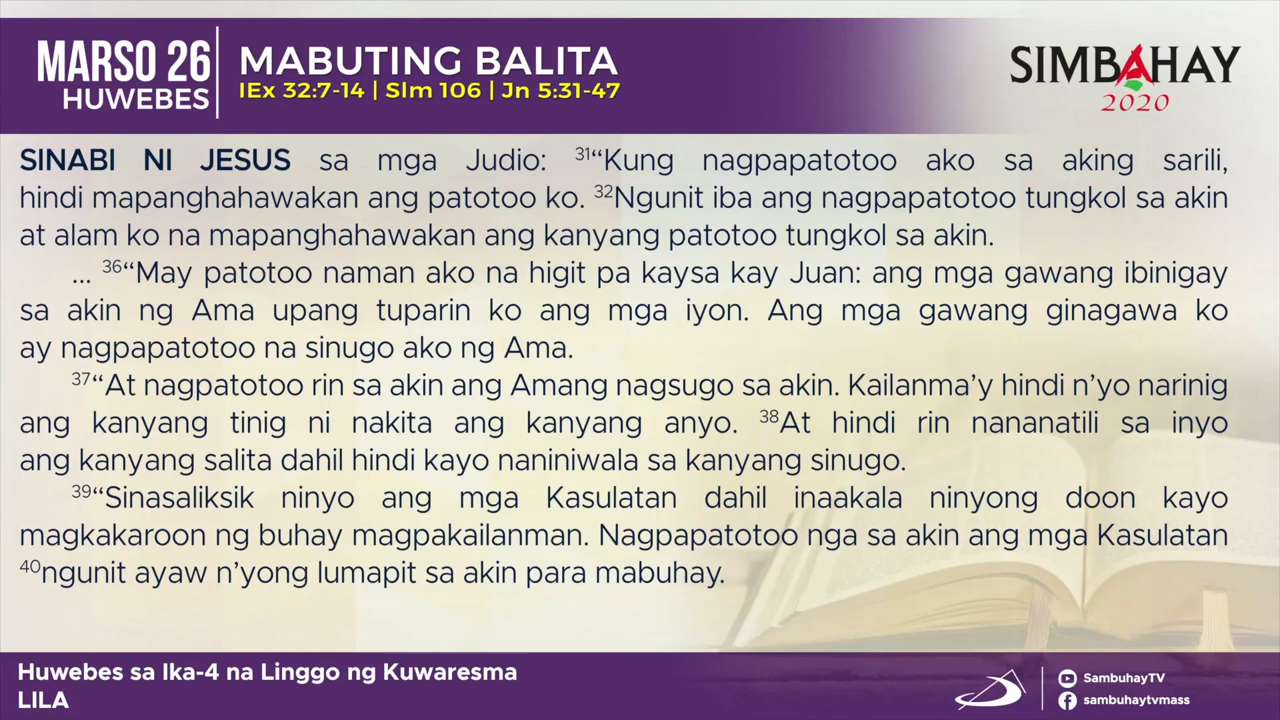 MARSO 26
HUWEBES
MABUTING BALITA
IEx 32:7-14 | Slm 106 | Jn 5:31-47
SIMBAHAY
2020
SINABI NI JESUS sa mga Judio: ³¹“Kung nagpapatotoo ako sa aking sarili,
hindi mapanghahawakan ang patotoo ko. ³²Ngunit iba ang nagpapatotoo tungkol sa akin
at alam ko na mapanghahawakan ang kanyang patotoo tungkol sa akin.
... ³⁶“May patotoo naman ako na higit pa kaysa kay Juan: ang mga gawang ibinigay
sa akin ng Ama upang tuparin ko ang mga iyon. Ang mga gawang ginagawa ko
ay nagpapatotoo na sinugo ako ng Ama.
³⁷“At nagpatotoo rin sa akin ang Amang nagsugo sa akin. Kailanma’y hindi n’yo narinig
ang kanyang tinig ni nakita ang kanyang anyo. ³⁸At hindi rin nananatili sa inyo
ang kanyang salita dahil hindi kayo naniniwala sa kanyang sinugo.
³⁹“Sinasaliksik ninyo ang mga Kasulatan dahil inaakala ninyong doon kayo
magkakaroon ng buhay magpakailanman. Nagpapatotoo nga sa akin ang mga Kasulatan
⁴⁰ngunit ayaw n’yong lumapit sa akin para mabuhay.
Huwebes sa Ika-4 na Linggo ng Kuwaresma
LILA
SambuhayTV
sambuhaytvmass